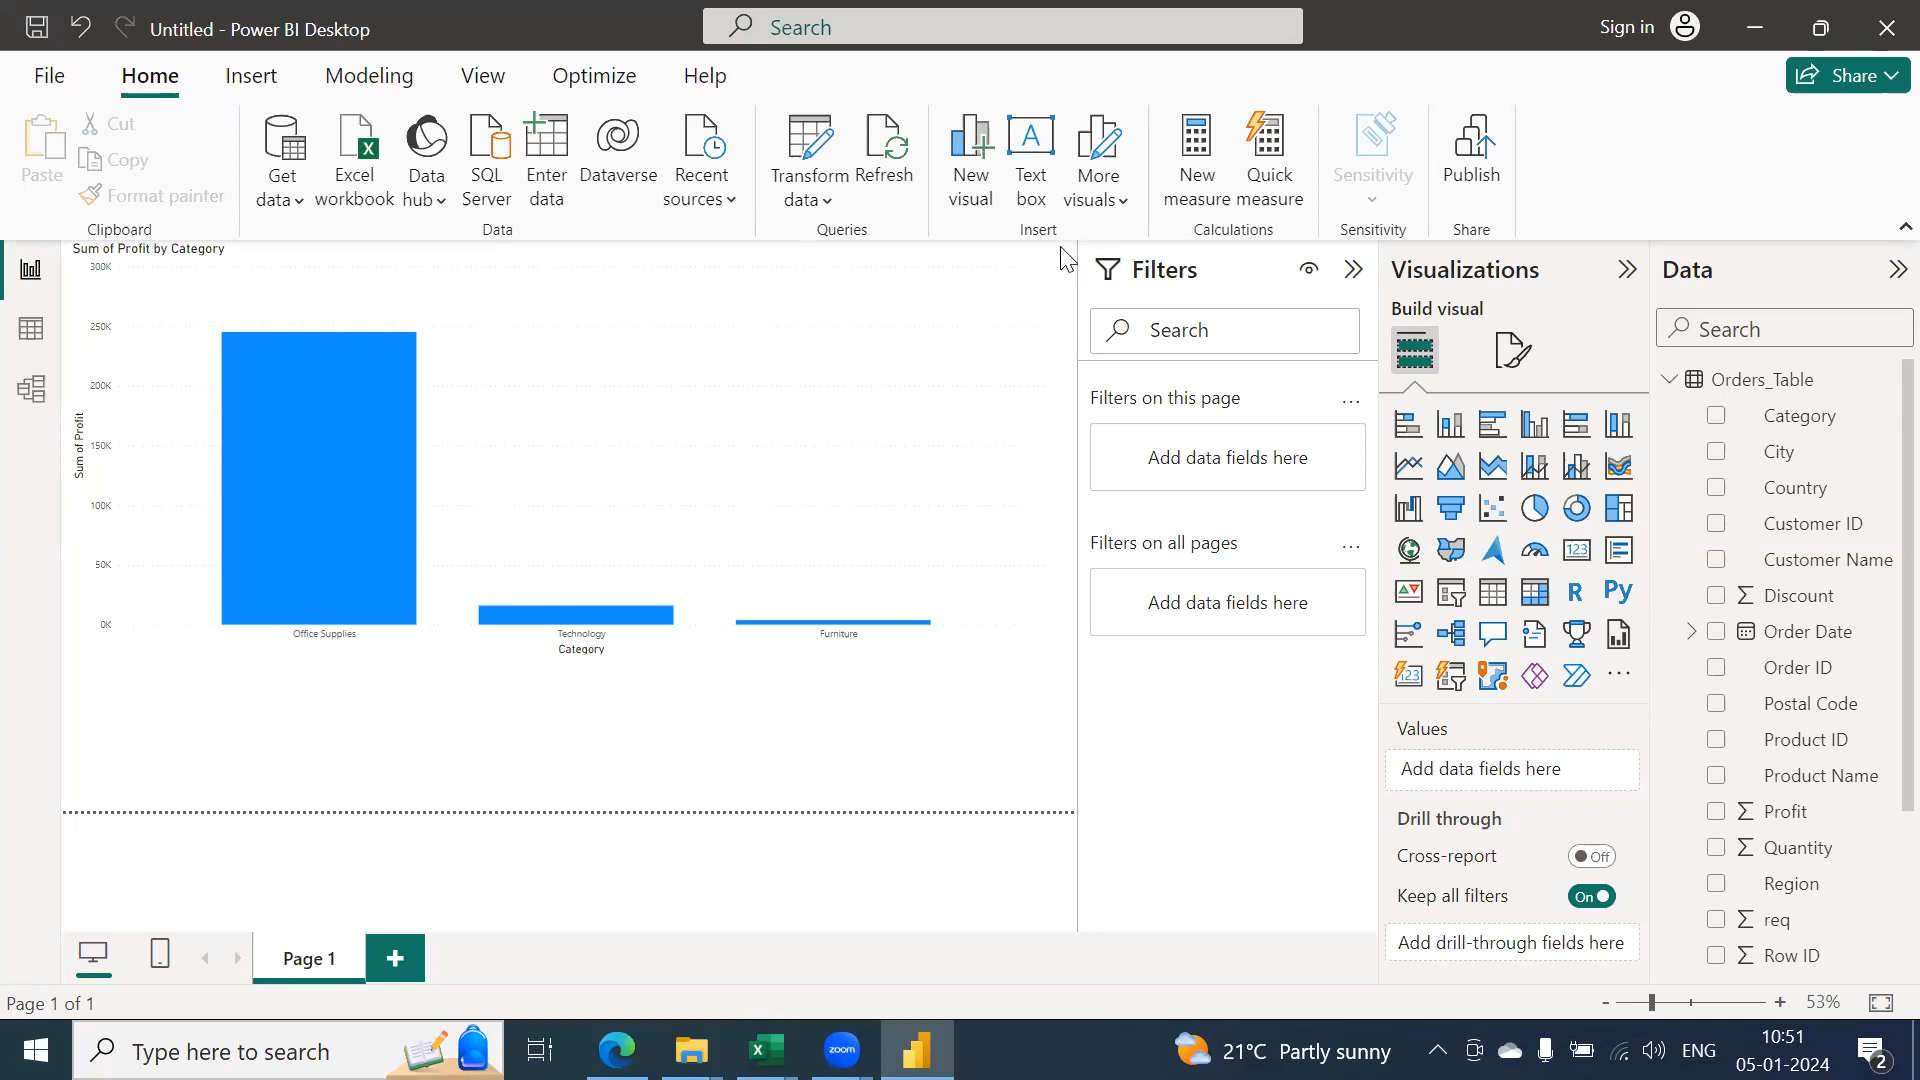 Untitled - Power BI Desktop
Search
Sign in
File
Home
Insert
Modeling
View
Optimize
Help
Share
Paste
Cut
Copy
Format painter
Get data
Excel workbook
Data hub
SQL Server
Enter data
Dataverse
Recent sources
Transform data
Refresh
New visual
A
Text box
More visuals
New measure
Quick measure
Sensitivity
Publish
Clipboard
Data
Queries
Insert
Calculations
Sensitivity
Share
Sum of Profit by Category
300K
250K
200K
150K
100K
50K
0K
Sum of Profit
Office Supplies
Technology
Furniture
Category
Filters
Search
Filters on this page
...
Add data fields here
Filters on all pages
...
Add data fields here
Visualizations
Build visual
123
R
Py
123
...
Values
Add data fields here
Drill through
Cross-report
Off
Keep all filters
On
Add drill-through fields here
Data
Search
Orders_Table
Category
City
Country
Customer ID
Customer Name
Σ Discount
Order Date
Order ID
Postal Code
Product ID
Product Name
Σ Profit
Σ Quantity
Region
Σ req
Σ Row ID
Page 1
+
Page 1 of 1
- + 53%
Type here to search
zoom
21°C Partly sunny
ENG
10:51
05-01-2024
2